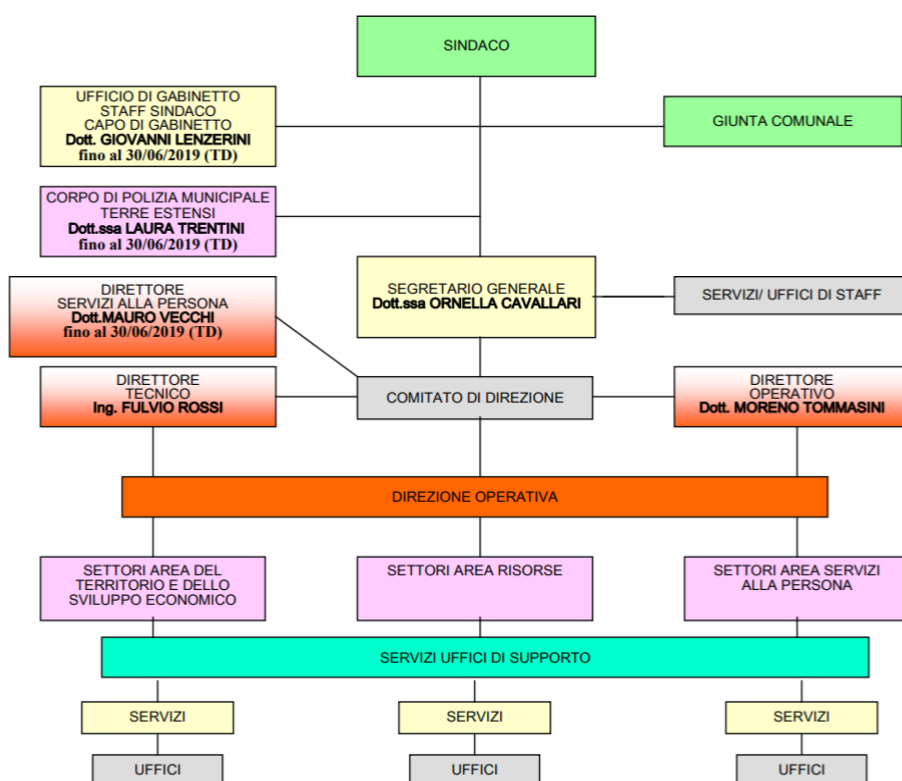 SINDACO
UFFICIO DI GABINETTO
STAFF SINDACO
CAPO DI GABINETTO
Dott. GIOVANNI LENZERINI
fino al 30/06/2019 (TD)
GIUNTA COMUNALE
CORPO DI POLIZIA MUNICIPALE
TERRE ESTENSI
Dott.ssa LAURA TRENTINI
fino al 30/06/2019 (TD)
SEGRETARIO GENERALE
Dott.ssa ORNELLA CAVALLARI
SERVIZI/ UFFICI DI STAFF
DIRETTORE
SERVIZI ALLA PERSONA
Dott.MAURO VECCHI
fino al 30/06/2019 (TD)
DIRETTORE
TECNICO
Ing. FULVIO ROSSI
COMITATO DI DIREZIONE
DIRETTORE
OPERATIVO
Dott. MORENO TOMMASINI
DIREZIONE OPERATIVA
SETTORI AREA DEL
TERRITORIO E DELLO
SVILUPPO ECONOMICO
SETTORI AREA RISORSE
SETTORI AREA SERVIZI
ALLA PERSONA
SERVIZI UFFICI DI SUPPORTO
SERVIZI
SERVIZI
SERVIZI
UFFICI
UFFICI
UFFICI